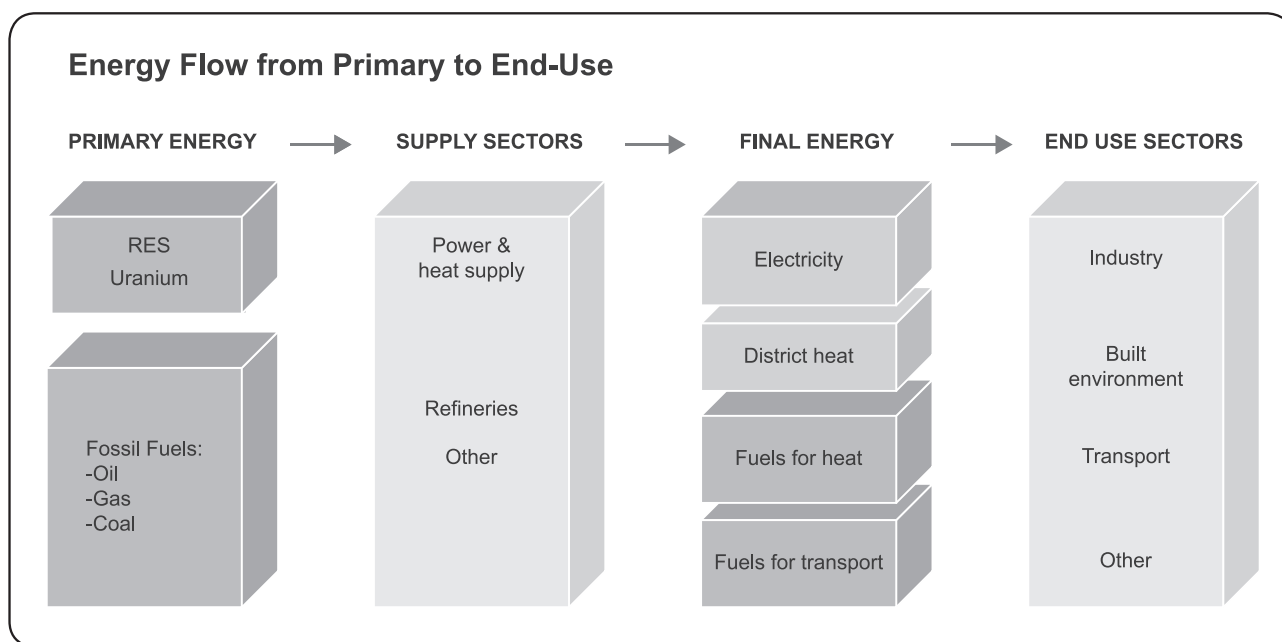 Energy Flow from Primary to End-Use
PRIMARY ENERGY
SUPPLY SECTORS
FINAL ENERGY
END USE SECTORS
RES
Uranium
Fossil Fuels:
-Oil
-Gas
-Coal
Power &
heat supply
Refineries
Other
Electricity
District heat
Fuels for heat
Fuels for transport
Industry
Built
environment
Transport
Other